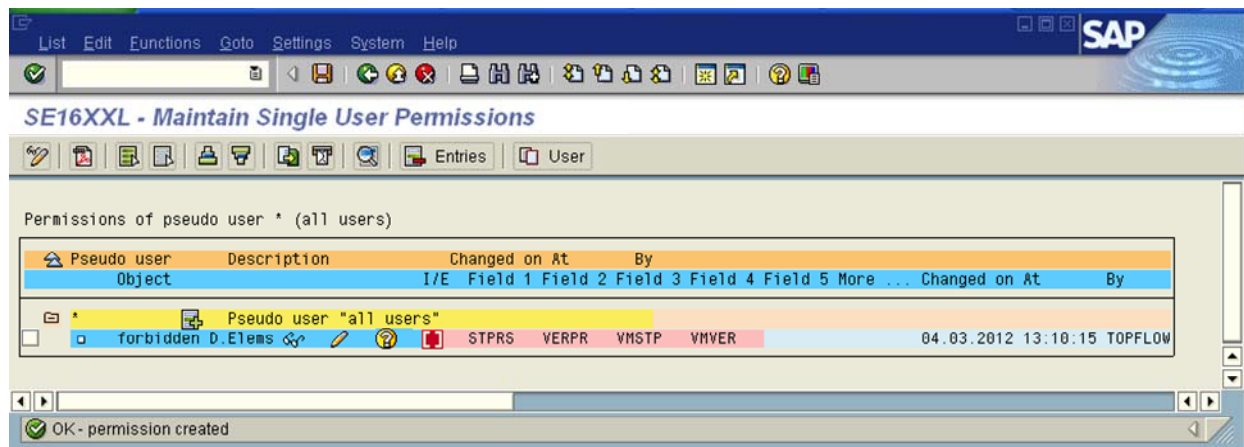 List Edit Functions Goto Settings System Help
SAP
SE16XXL - Maintain Single User Permissions
Entries User
Permissions of pseudo user * (all users)
Pseudo user Description Changed on At By
Object I/E Field 1 Field 2 Field 3 Field 4 Field 5 More ... Changed on At By
* Pseudo user "all users"
forbidden D.Elems STPRS VERPR VMSTP VMVER 04.03.2012 13:10:15 TOPFLOW
OK - permission created